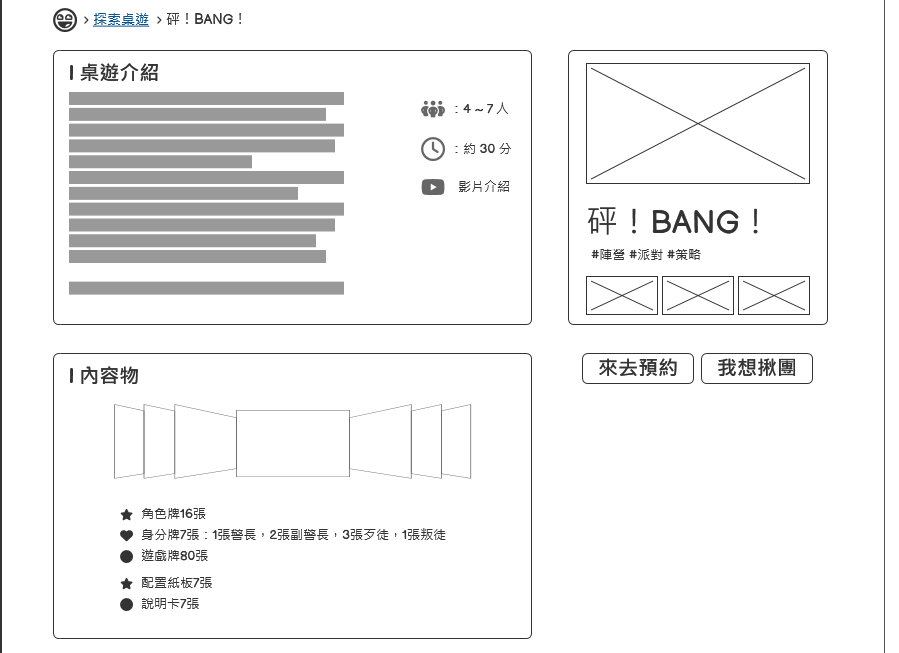 › 探索桌遊 › 砰！BANG！
桌遊介紹
：4～7人
：約 30 分
影片介紹
砰！BANG！
#陣營 #派對 #策略
來去預約 我想揪團
內容物
角色牌16張
身分牌7張：1張警長，2張副警長，3張歹徒，1張叛徒
遊戲牌80張
配置紙板7張
說明卡7張